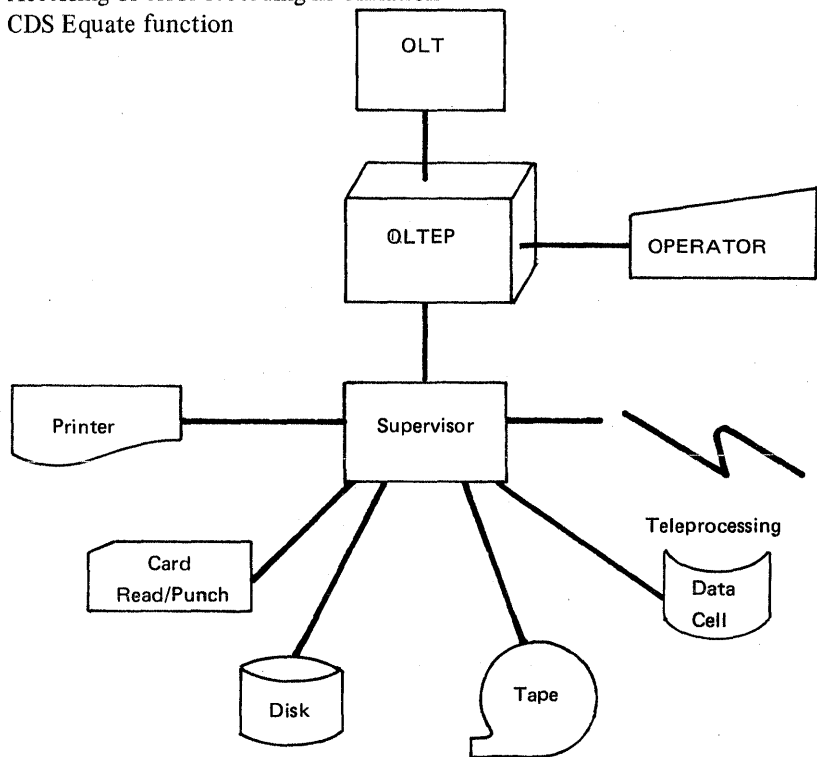 CDS Equate function
OLT
OLTEP
OPERATOR
Printer
Supervisor
Teleprocessing
Card
Read/Punch
Data
Cell
Disk
Tape